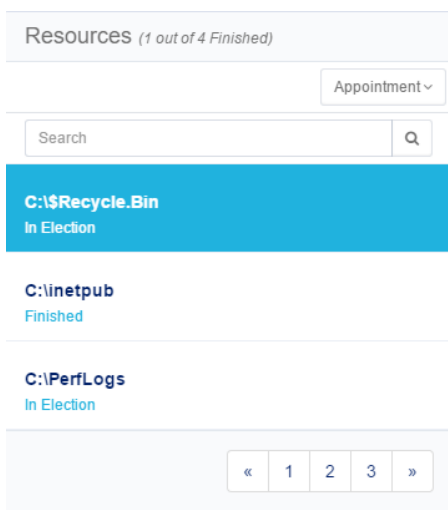 Resources (1 out of 4 Finished)
Appointment
Search
C:\$Recycle.Bin
In Election
C:\inetpub
Finished
C:\PerfLogs
In Election
« 1 2 3 »